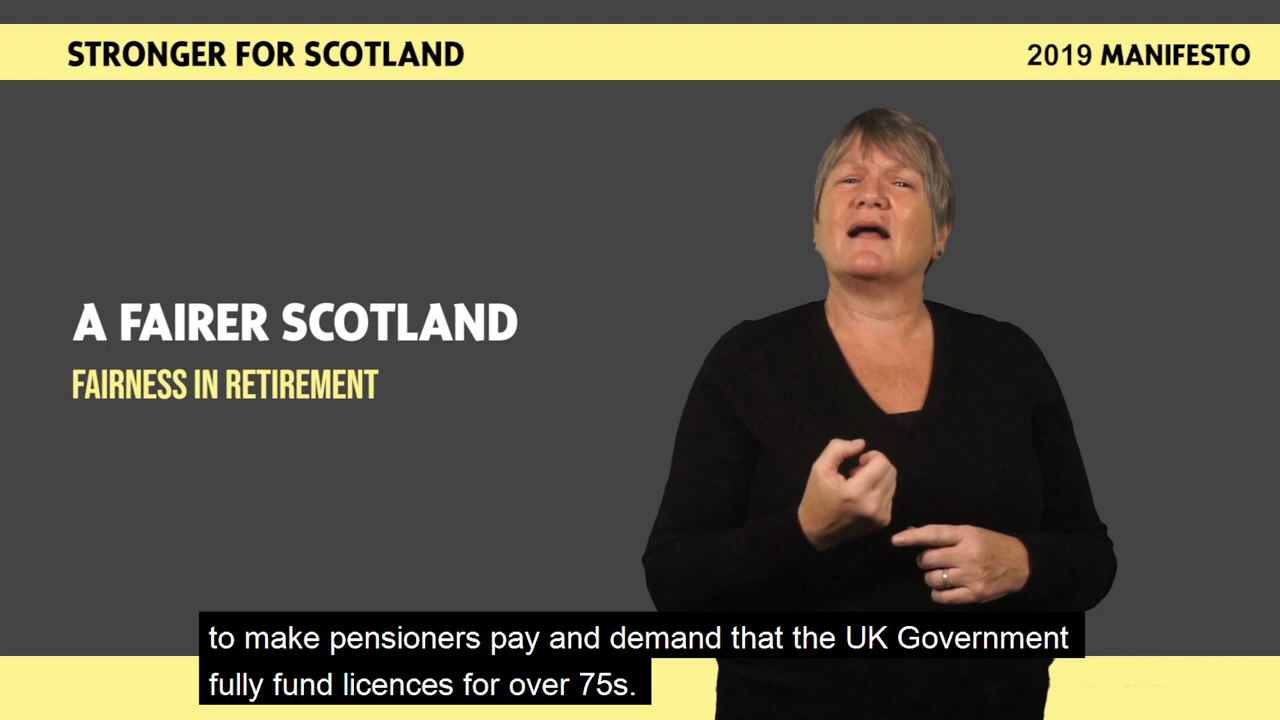 STRONGER FOR SCOTLAND
2019 MANIFESTO
A FAIRER SCOTLAND
FAIRNESS IN RETIREMENT
to make pensioners pay and demand that the UK Government
fully fund licences for over 75s.